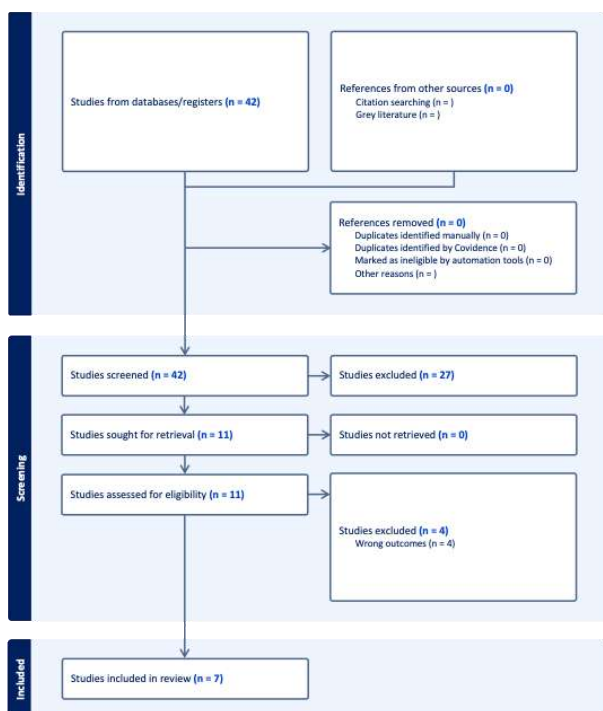 Identification
Studies from databases/registers (n = 42)
References from other sources (n = 0)
Citation searching (n = )
Grey literature (n = )
References removed (n = 0)
Duplicates identified manually (n = 0)
Duplicates identified by Covidence (n = 0)
Marked as ineligible by automation tools (n = 0)
Other reasons (n = )
Screening
Studies screened (n = 42)
Studies excluded (n = 27)
Studies sought for retrieval (n = 11)
Studies not retrieved (n = 0)
Studies assessed for eligibility (n = 11)
Studies excluded (n = 4)
Wrong outcomes (n = 4)
Included
Studies included in review (n = 7)